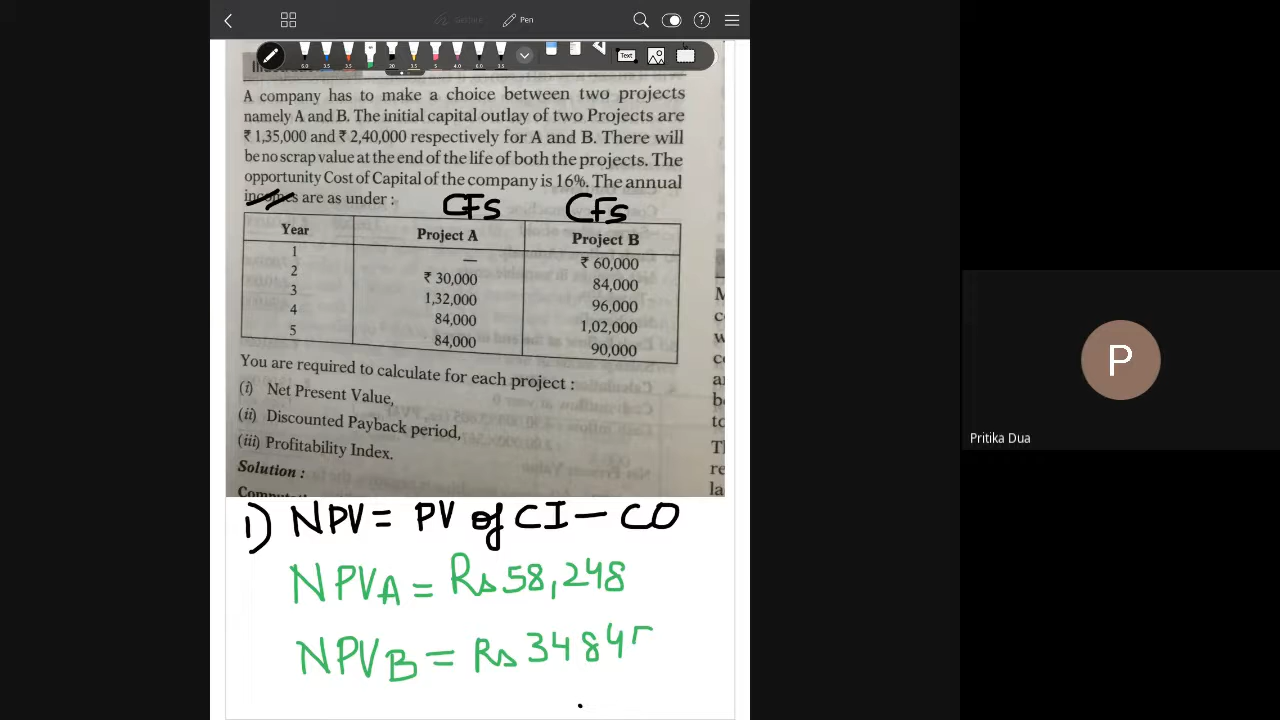 Pen
Text
A company has to make a choice between two projects
namely A and B. The initial capital outlay of two Projects are
₹ 1,35,000 and ₹ 2,40,000 respectively for A and B. There will
be no scrap value at the end of the life of both the projects. The
opportunity Cost of Capital of the company is 16%. The annual
incomes are as under :
CFs CFs
Year Project A Project B
1 — ₹ 60,000
2 ₹ 30,000 84,000
3 1,32,000 96,000
4 84,000 1,02,000
5 84,000 90,000
You are required to calculate for each project :
(i) Net Present Value,
(ii) Discounted Payback period,
(iii) Profitability Index.
Solution :
1) NPV = PV of CI – CO
NPVA = Rs 58,248
NPVB = Rs 3484
P
Pritika Dua